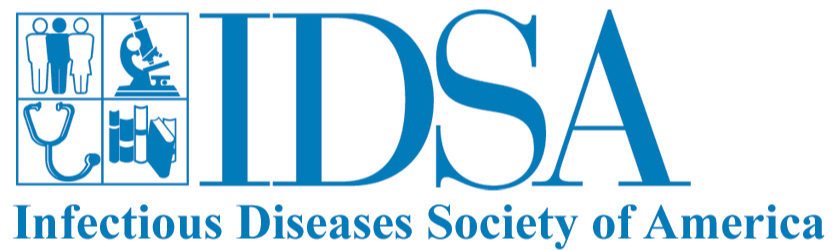 IDSA
Infectious Diseases Society of America